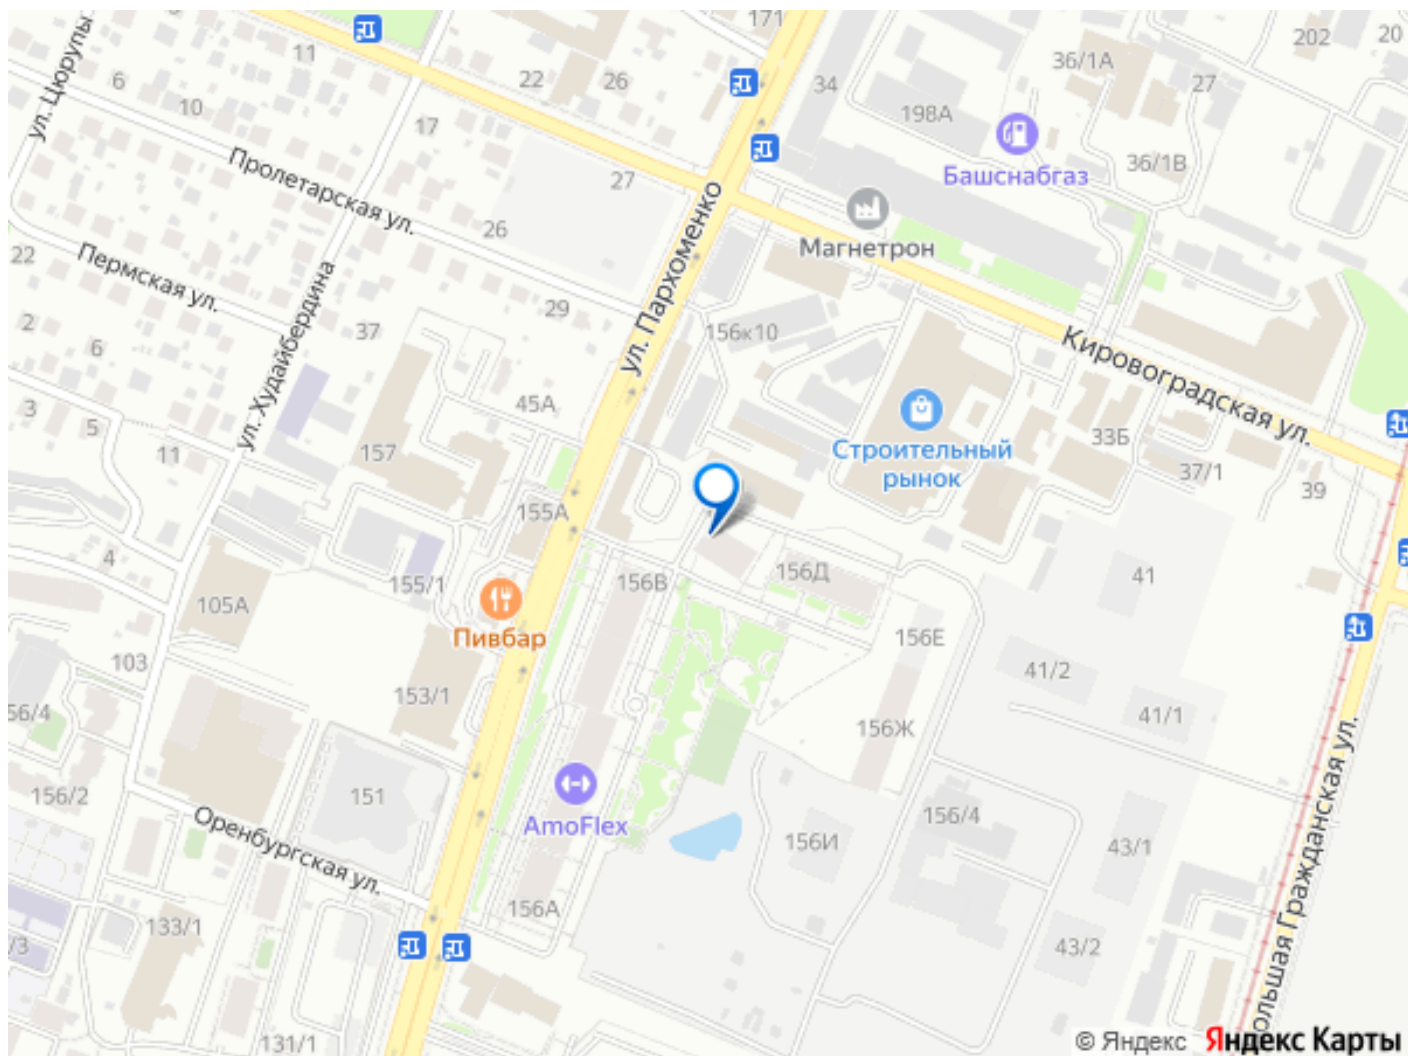 171
20
202
ул. Цюрупы
11
36/1А
6
22
26
34
27
10
198А
17
36/1В
Башснабгаз
Пролетарская ул.
27
ул. Пархоменко
26
Магнетрон
22
Пермская ул.
ул. Худайбердина
29
2
37
156к10
Кировоградская ул.
6
45А
3
5
33Б
11
157
Строительный
рынок
37/1
39
155А
4
155/1
156В
156Д
41
105А
Пивбар
156Е
103
41/2
153/1
56/4
41/1
156Ж
156/2
151
Оренбургская ул.
AmoFlex
156/4
156И
43/1
156А
133/1
/3
43/2
ольшая Гражданская ул.
131/1
© Яндекс Яндекс Карты